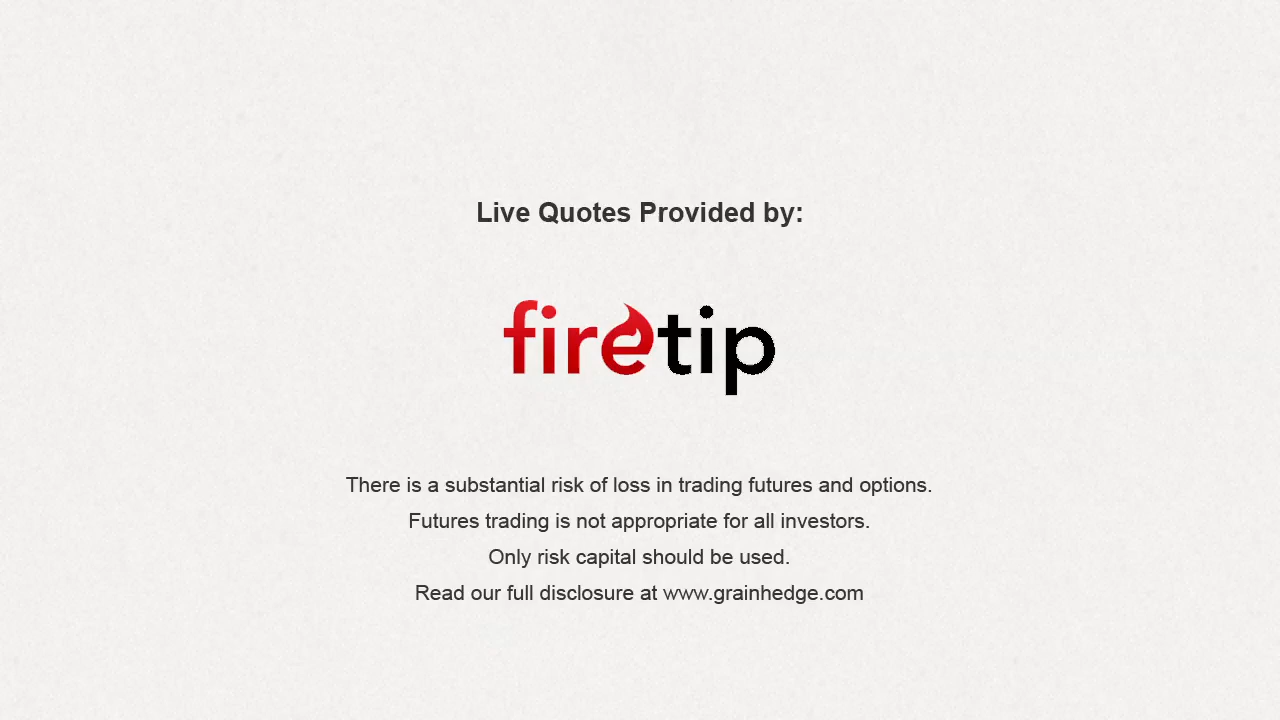 Live Quotes Provided by:
firetip
There is a substantial risk of loss in trading futures and options.
Futures trading is not appropriate for all investors.
Only risk capital should be used.
Read our full disclosure at www.grainhedge.com